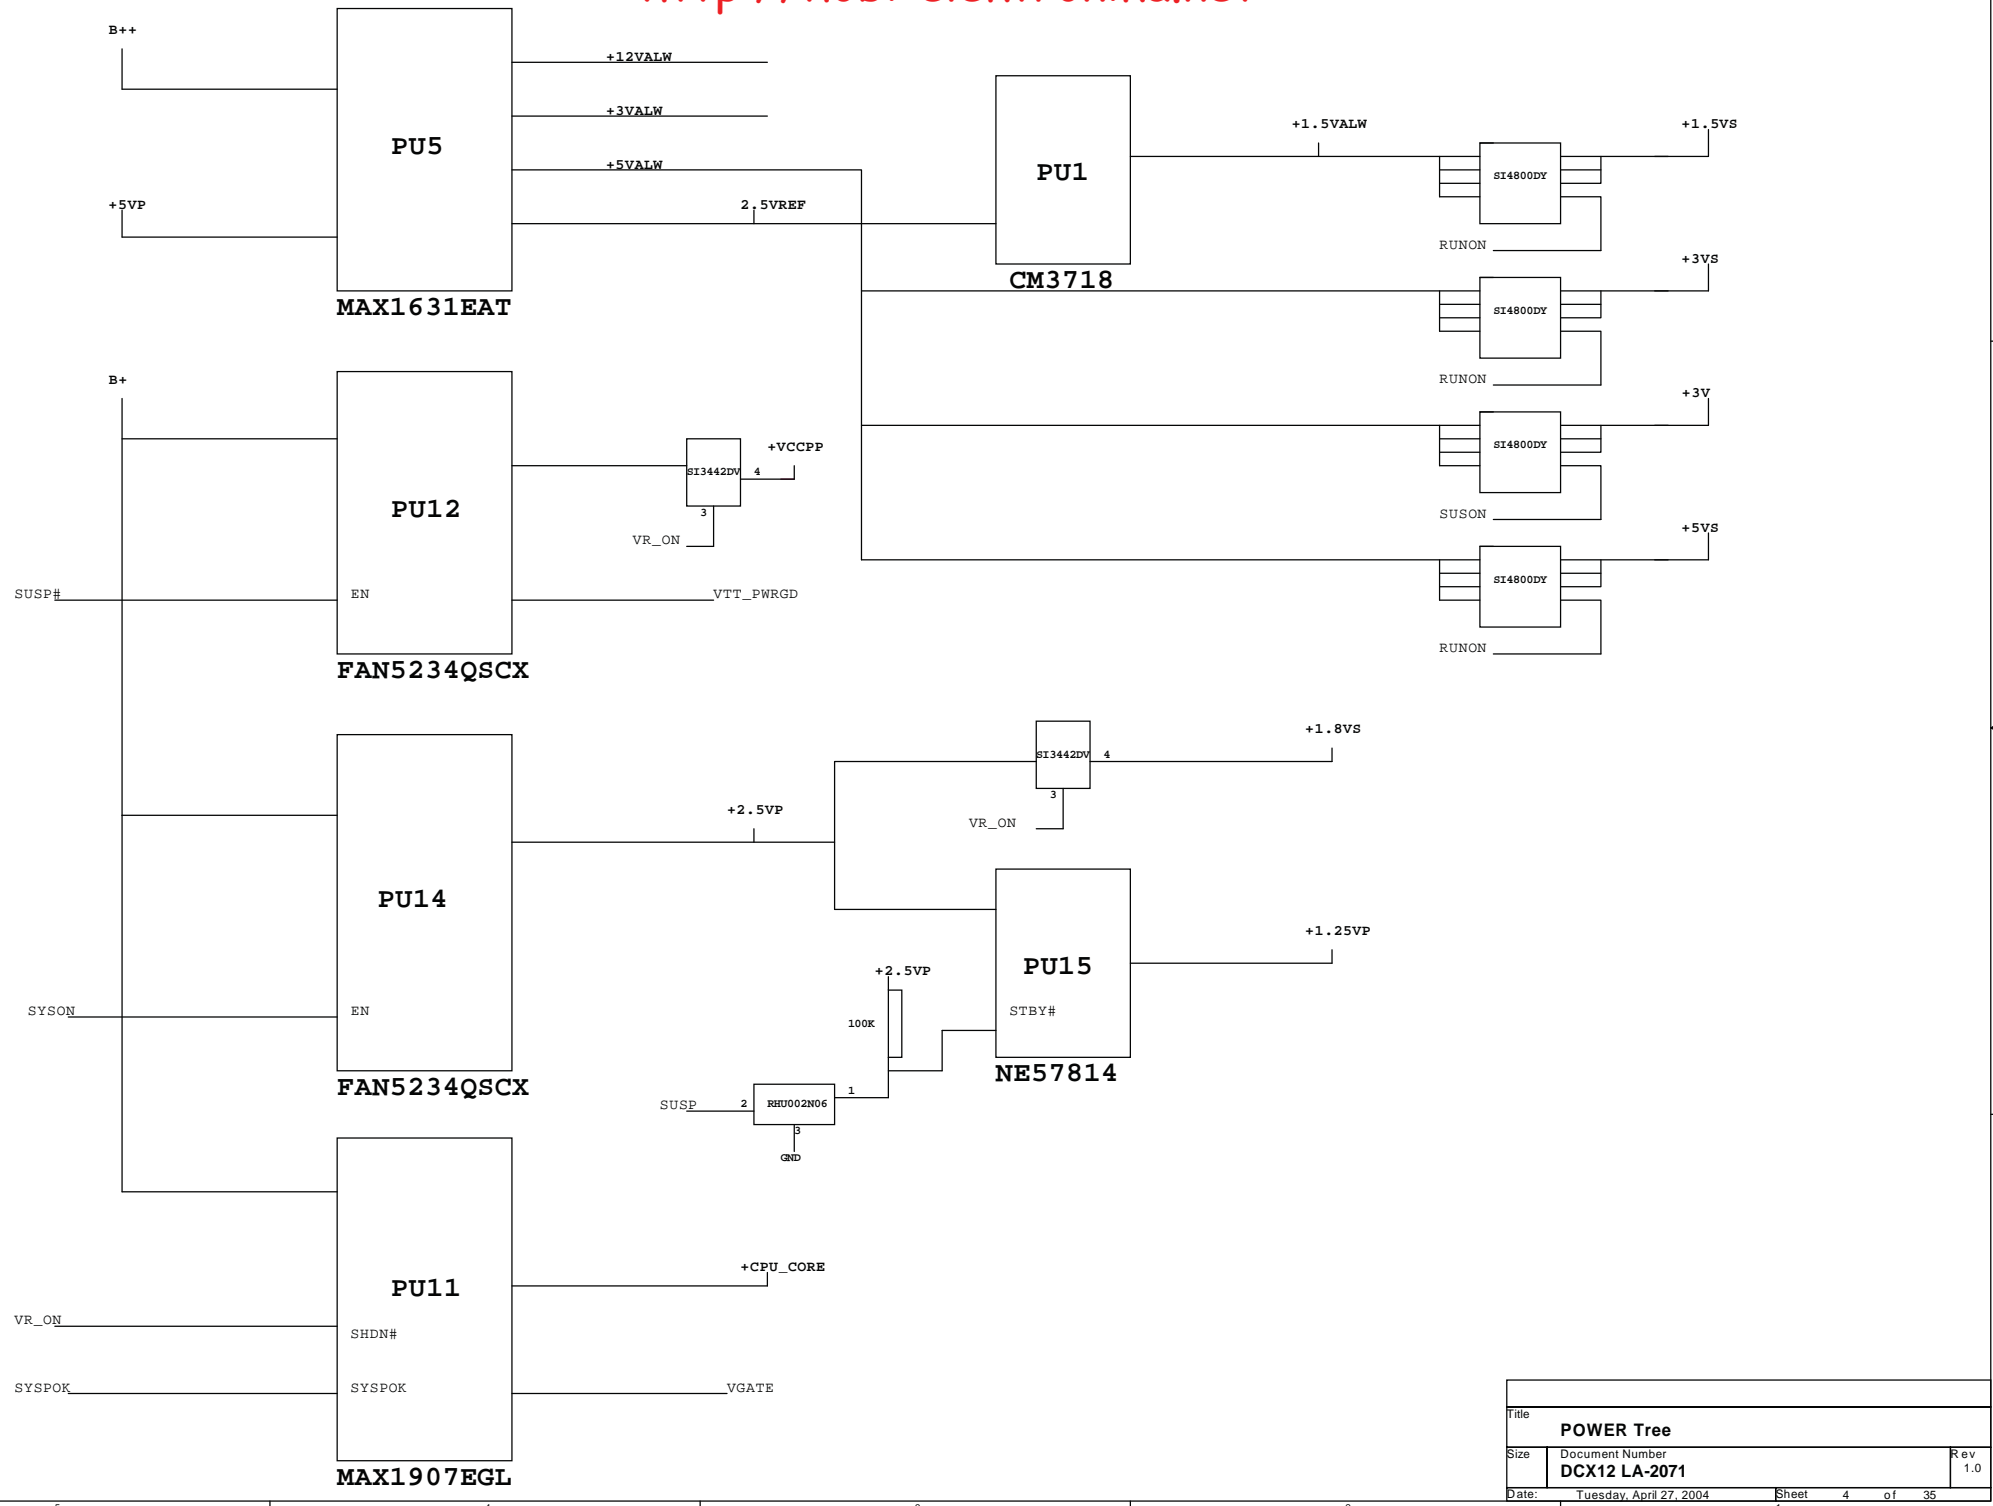 B++
+12VALW
+3VALW
PU5
+5VALW
+5VP
2.5VREF
MAX1631EAT
PU1
CM3718
+1.5VALW
+1.5VS
SI4800DY
RUNON
+3VS
SI4800DY
RUNON
+3V
SI4800DY
SUSON
+5VS
SI4800DY
RUNON
B+
PU12
SI3442DV
4
+VCCPP
3
VR_ON
SUSP#
EN
VTT_PWRGD
FAN5234QSCX
+1.8VS
SI3442DV
4
3
VR_ON
+2.5VP
PU14
PU15
+1.25VP
+2.5VP
SYSON
EN
100K
STBY#
NE57814
FAN5234QSCX
SUSP
2
RHU002N06
1
3
GND
PU11
+CPU_CORE
VR_ON
SHDN#
SYSPOK
SYSPOK
VGATE
MAX1907EGL
Title
POWER Tree
Size
Document Number
Rev
DCX12 LA-2071
1.0
Date:
Tuesday, April 27, 2004
Sheet
4
of
35